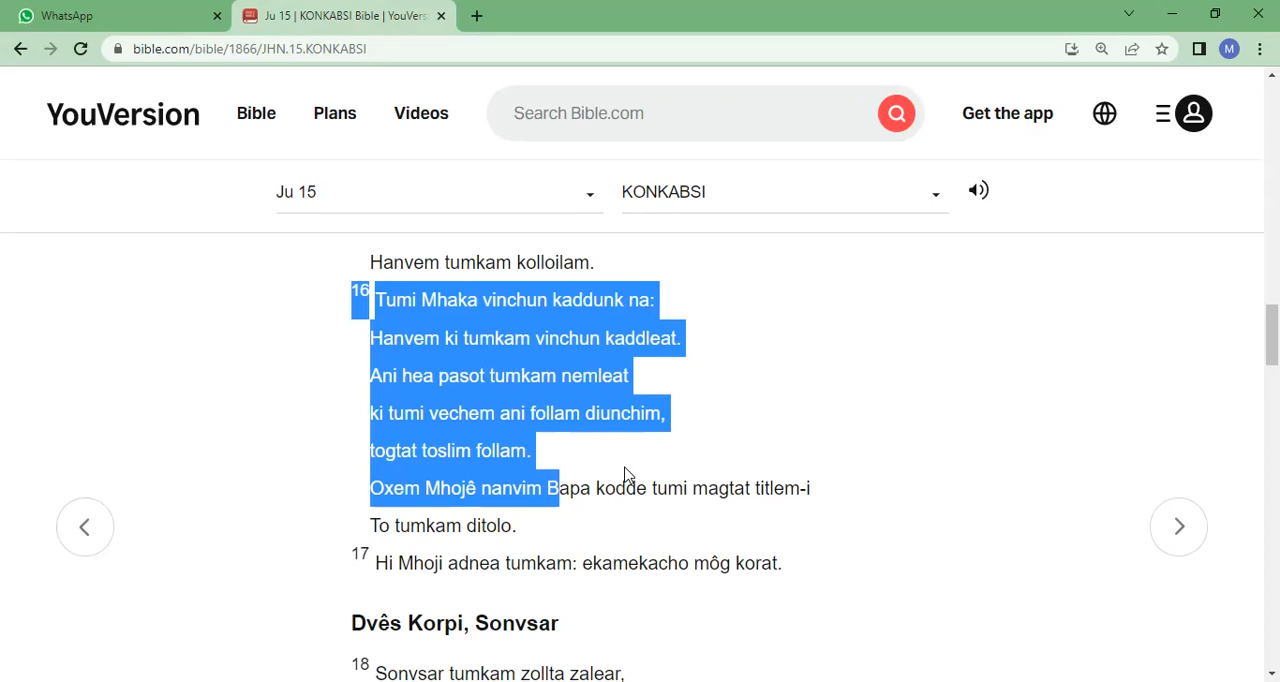 WhatsApp
Ju 15 | KONKABSI Bible | YouVers
bible.com/bible/1866/JHN.15.KONKABSI
M
YouVersion Bible Plans Videos Search Bible.com Get the app
Ju 15 KONKABSI
Hanvem tumkam kolloilam.
16 Tumi Mhaka vinchun kaddunk na:
Hanvem ki tumkam vinchun kaddleat.
Ani hea pasot tumkam nemleat
ki tumi vechem ani follam diunchim,
togtat toslim follam.
Oxem Mhojê nanvim Bapa kodde tumi magtat titlem-i
To tumkam ditolo.
17 Hi Mhoji adnea tumkam: ekamekacho môg korat.
Dvês Korpi, Sonvsar
18 Sonvsar tumkam zollta zalear,